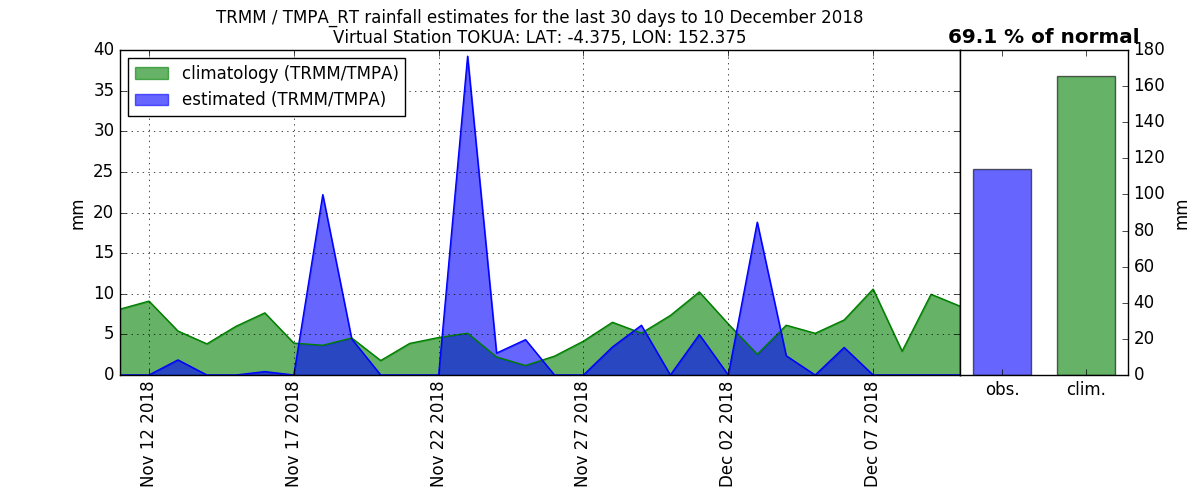 TRMM / TMPA_RT rainfall estimates for the last 30 days to 10 December 2018
Virtual Station TOKUA: LAT: -4.375, LON: 152.375
69.1 % of normal
climatology (TRMM/TMPA)
estimated (TRMM/TMPA)
mm
40
35
30
25
20
15
10
5
0
Nov 12 2018
Nov 17 2018
Nov 22 2018
Nov 27 2018
Dec 02 2018
Dec 07 2018
obs.
clim.
180
160
140
120
100
80
60
40
20
0
mm